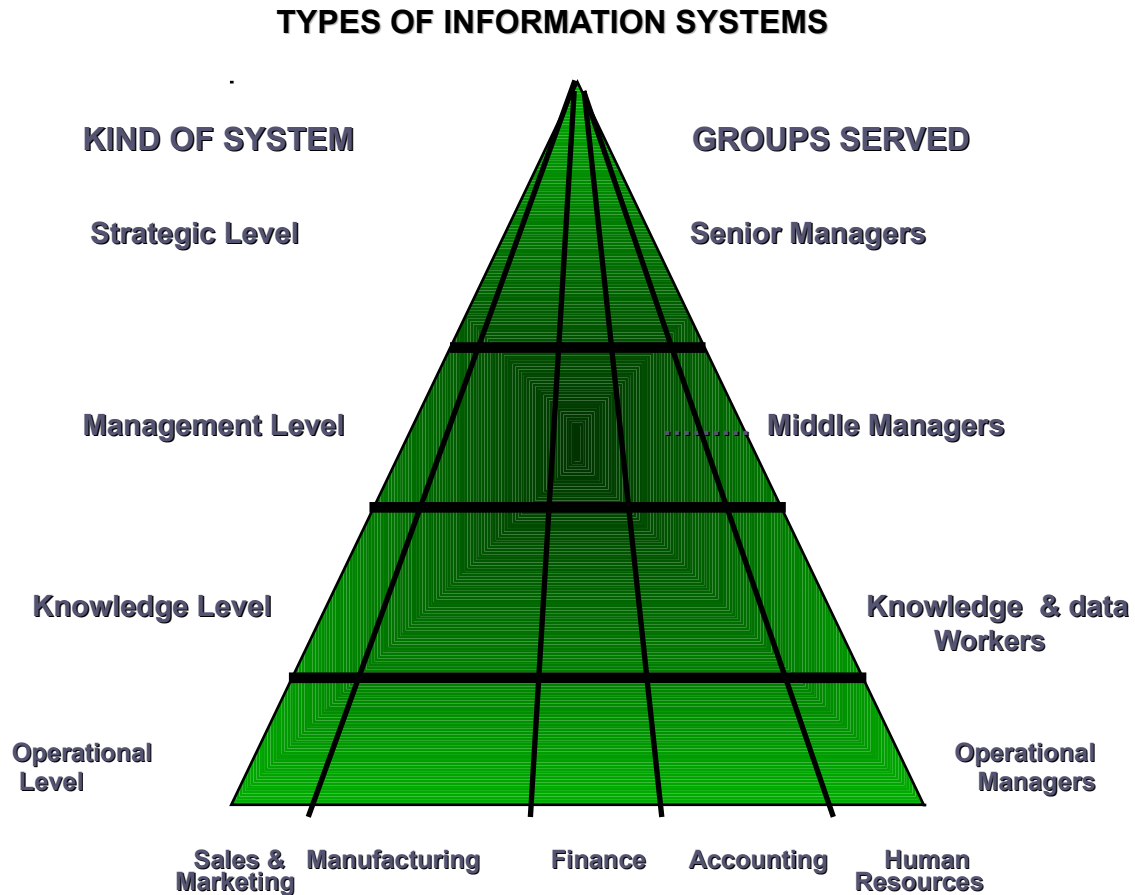 TYPES OF INFORMATION SYSTEMS
.
KIND OF SYSTEM
GROUPS SERVED
Strategic Level
Senior Managers
Management Level
......... Middle Managers
Knowledge Level
Knowledge & data
Workers
Operational
Level
Operational
Managers
Sales &
Marketing
Manufacturing
Finance
Accounting
Human
Resources